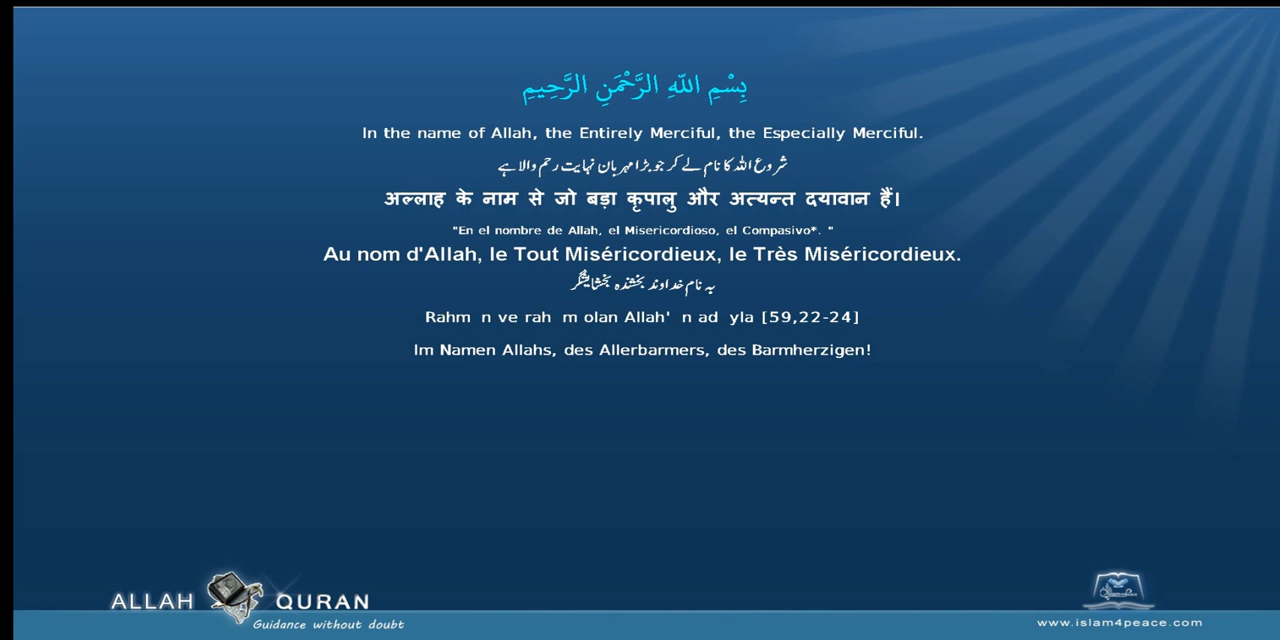 بِسْمِ اللَّهِ الرَّحْمَنِ الرَّحِيمِ
In the name of Allah, the Entirely Merciful, the Especially Merciful.
شروع الله کا نام لے کر جو بڑا مہربان نہایت رحم والا ہے
अल्लाह के नाम से जो बड़ा कृपालु और अत्यन्त दयावान हैं।
"En el nombre de Allah, el Misericordioso, el Compasivo*. "
Au nom d'Allah, le Tout Miséricordieux, le Très Miséricordieux.
به نام خداوند بخشنده بخشایشگر
Rahm n ve rah m olan Allah' n ad yla [59,22-24]
Im Namen Allahs, des Allerbarmers, des Barmherzigen!
ALLAH QURAN
Guidance without doubt
www.islam4peace.com